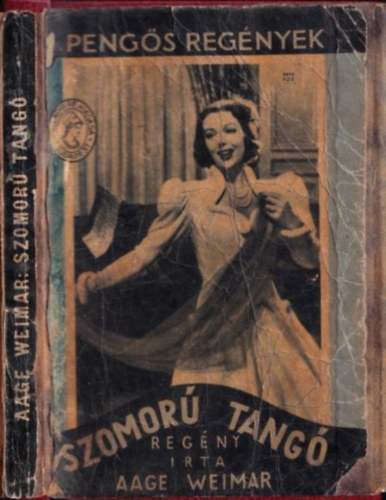 AAGE WEIMAR: SZOMORÚ TANGÓ
PENGŐS REGÉNYEK
SZOMORÚ TANGÓ
REGÉNY
IRTA
AAGE WEIMAR